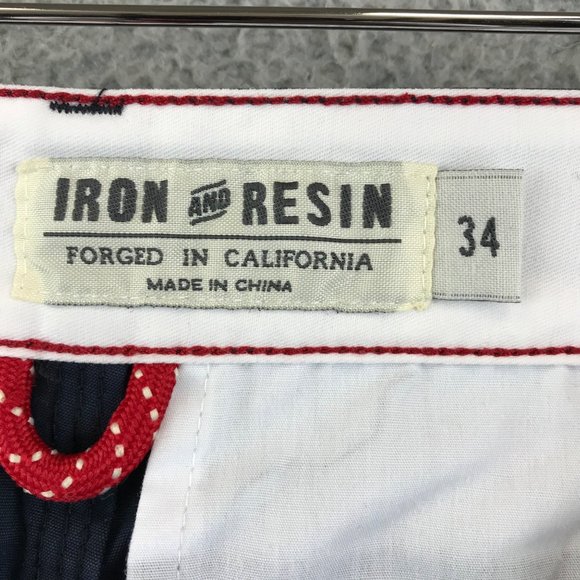 IRON AND RESIN
34
FORGED IN CALIFORNIA
MADE IN CHINA